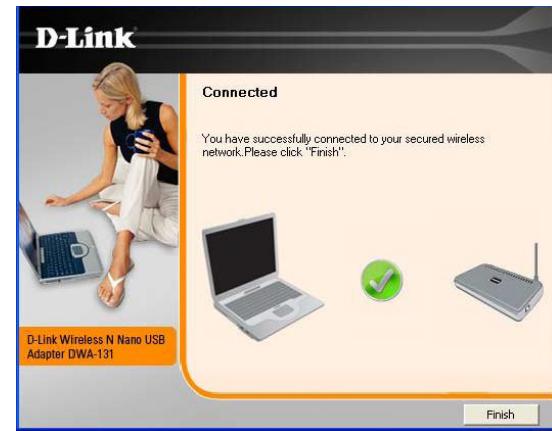 D-Link
Connected
You have successfully connected to your secured wireless
network.Please click "Finish".
D-Link Wireless N Nano USB
Adapter DWA-131
Finish